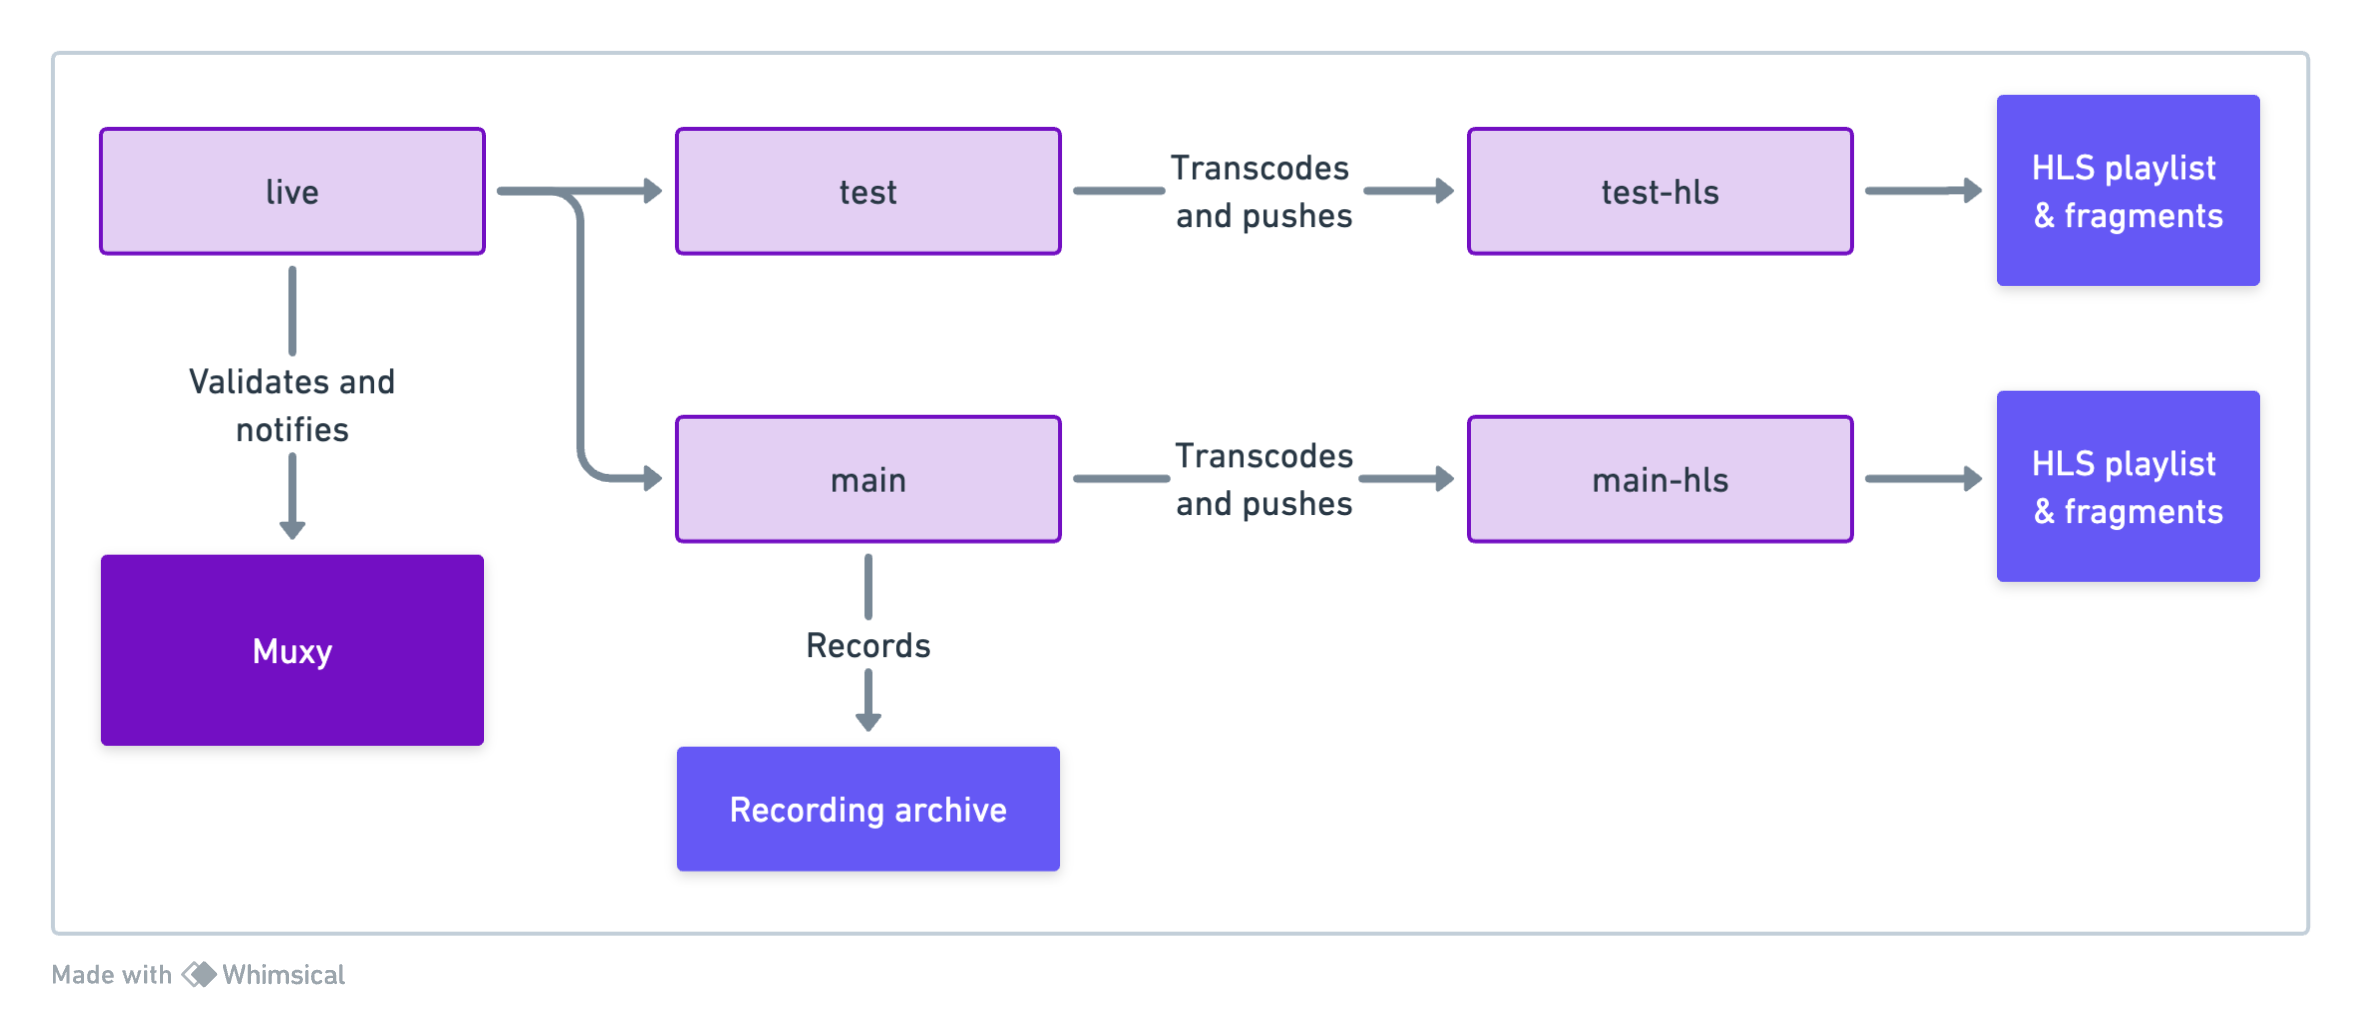 live
test
Transcodes
and pushes
test-hls
HLS playlist
& fragments
Validates and
notifies
main
Transcodes
and pushes
main-hls
HLS playlist
& fragments
Muxy
Records
Recording archive
Made with Whimsical